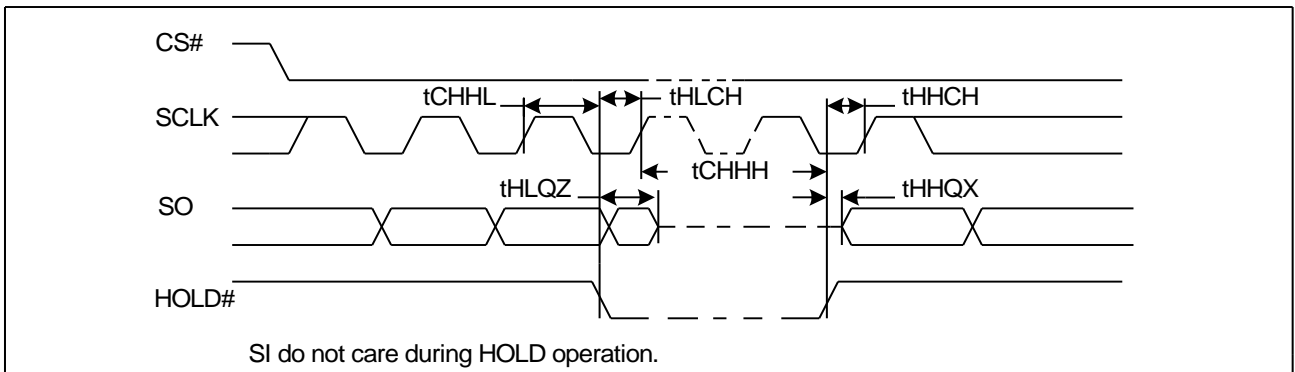 CS#
tCHHL
tHLCH
tHHCH
SCLK
tCHHH
tHLQZ
tHHQX
SO
HOLD#
SI do not care during HOLD operation.